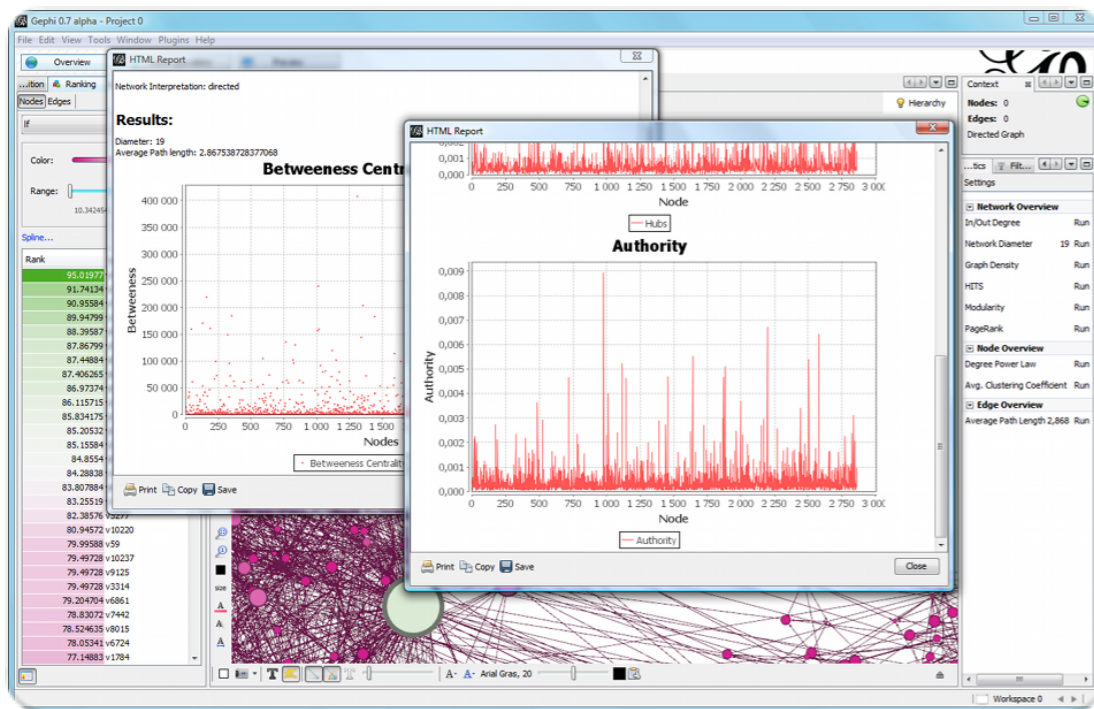 Gephi 0.7 alpha - Project 0
File Edit View Tools Window Plugins Help
Overview
...ition Ranking
Nodes Edges
If
Color:
Range:
10.342454
Spline...
Rank
95.01977
91.74134
90.95584
89.94799
88.39587
87.86799
87.44884
87.406265
86.97374
86.115715
85.834175
85.20532
85.15584
84.8554
84.28838
83.807884
83.25519
82.38576
80.94572 v10220
79.99588 v59
79.49728 v10237
79.49728 v9125
79.49728 v3314
79.204704 v6861
78.83072 v7442
78.524635 v8015
78.05341 v6724
77.14883 v1784
HTML Report
Network Interpretation: directed
Results:
Diameter: 19
Average Path length: 2.867538728377068
Betweeness Centr
400 000
350 000
300 000
250 000
200 000
150 000
100 000
50 000
0
Betweeness
0 250 500 750 1 000 1 250 1 500
Nodes
Betweeness Centrality
Print Copy Save
HTML Report
0,001
0,000
0 250 500 750 1 000 1 250 1 500 1 750 2 000 2 250 2 500 2 750 3 000
Node
Hubs
Authority
0,009
0,008
0,007
0,006
0,005
0,004
0,003
0,002
0,001
0,000
Authority
0 250 500 750 1 000 1 250 1 500 1 750 2 000 2 250 2 500 2 750 3 000
Node
Authority
Print Copy Save
Close
Hierarchy
Context
Nodes: 0
Edges: 0
Directed Graph
...tics Filt...
Settings
Network Overview
In/Out Degree Run
Network Diameter 19 Run
Graph Density Run
HITS Run
Modularity Run
PageRank Run
Node Overview
Degree Power Law Run
Avg. Clustering Coefficient Run
Edge Overview
Average Path Length 2,868 Run
size
A
A
A
T T A- A- Arial Gras, 20
Workspace 0